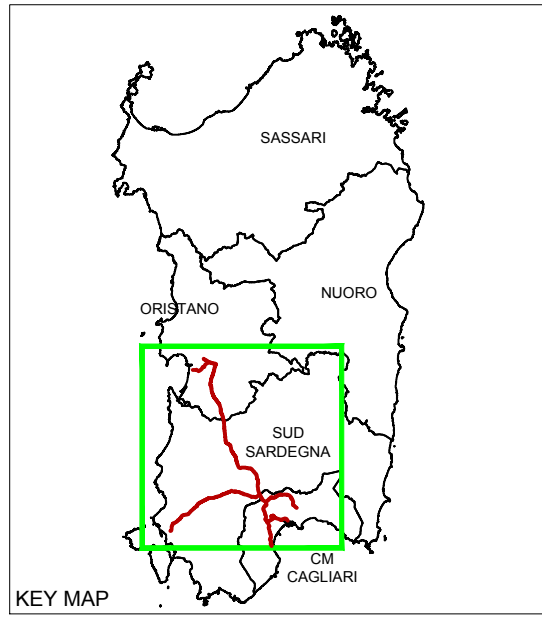 SASSARI
NUORO
ORISTANO
SUD
SARDEGNA
CM
CAGLIARI
KEY MAP